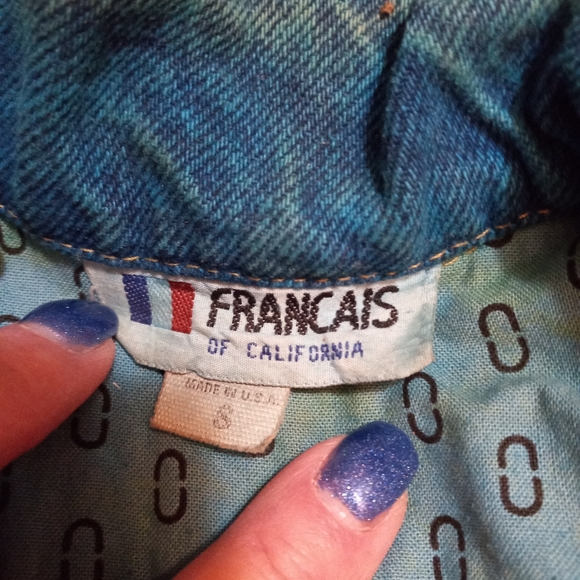 FRANCAIS
OF CALIFORNIA
MADE IN U.S.A.
S